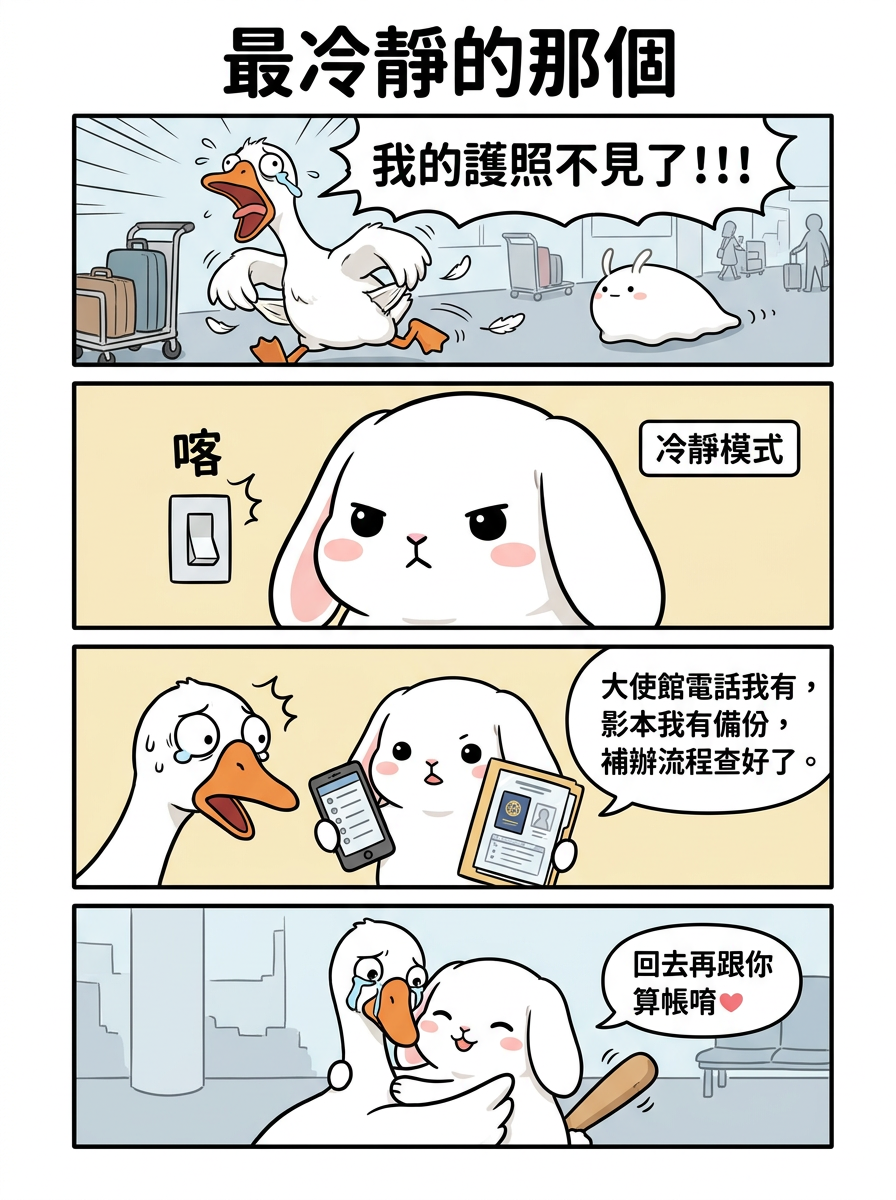 最冷靜的那個
我的護照不見了!!!
喀
冷靜模式
大使館電話我有，
影本我有備份，
補辦流程查好了。
回去再跟你
算帳唷❤